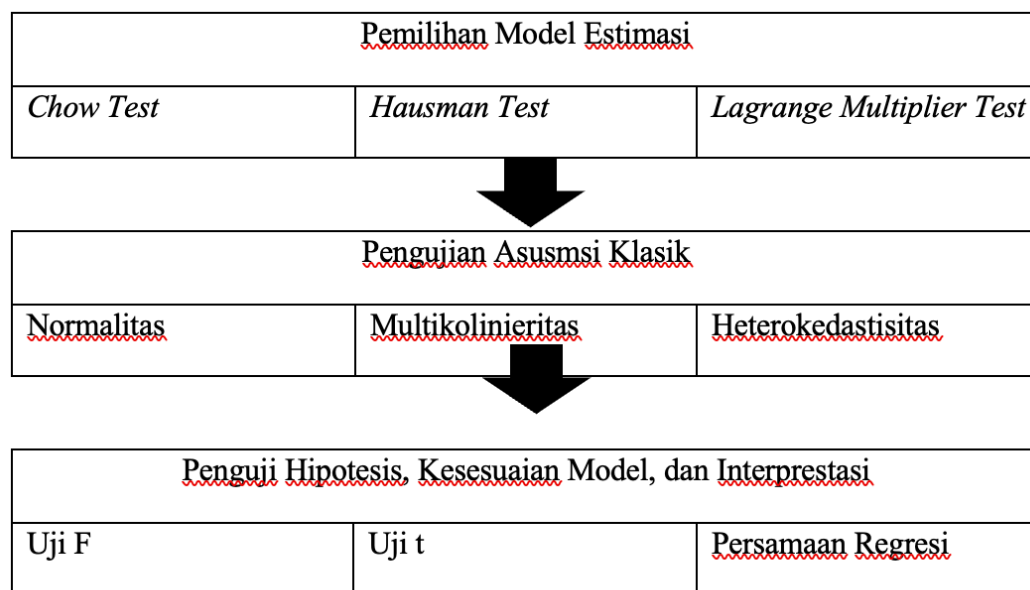 Pemilihan Model Estimasi
Chow Test
Hausman Test
Lagrange Multiplier Test
Pengujian Asusmsi Klasik
Normalitas
Multikolinieritas
Heterokedastisitas
Penguji Hipotesis, Kesesuaian Model, dan Interprestasi
Uji F
Uji t
Persamaan Regresi